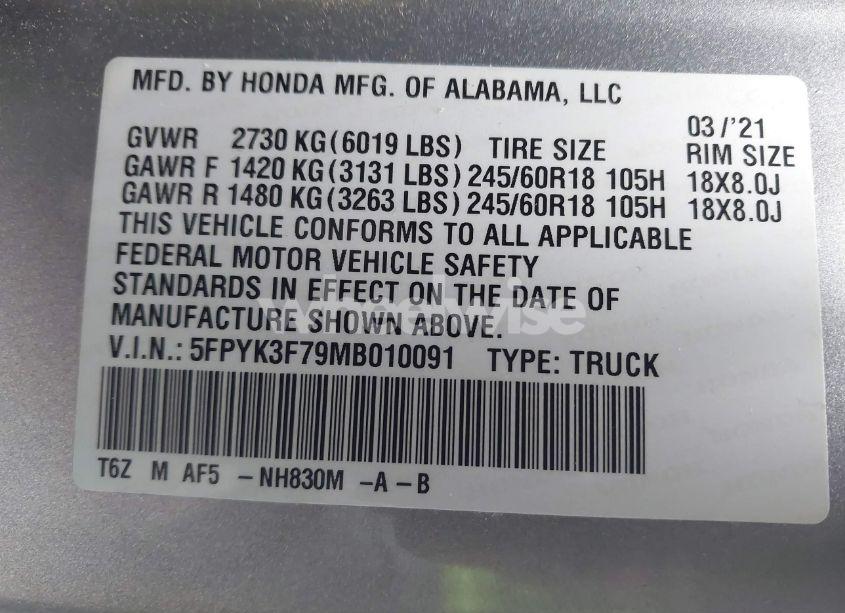 MFD. BY HONDA MFG. OF ALABAMA, LLC
03/'21
GVWR 2730 KG(6019 LBS) TIRE SIZE RIM SIZE
GAWR F 1420 KG(3131 LBS) 245/60R18 105H 18X8.0J
GAWR R 1480 KG(3263 LBS) 245/60R18 105H 18X8.0J
THIS VEHICLE CONFORMS TO ALL APPLICABLE
FEDERAL MOTOR VEHICLE SAFETY
STANDARDS IN EFFECT ON THE DATE OF
MANUFACTURE SHOWN ABOVE.
wheelwise
V.I.N.: 5FPYK3F79MB010091 TYPE: TRUCK
T6Z M AF5 -NH830M -A -B